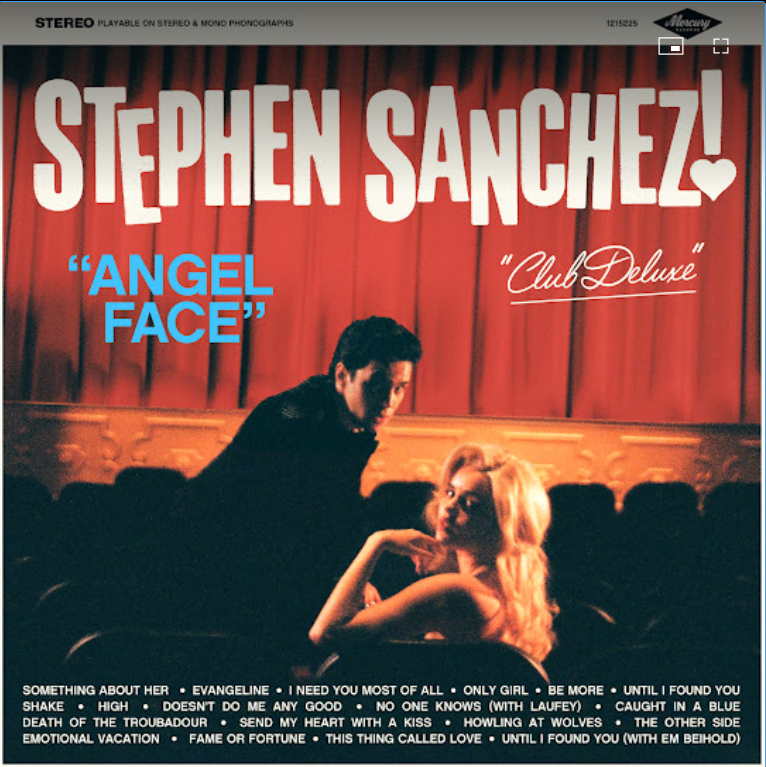 STEREO PLAYABLE ON STEREO & MONO PHONOGRAPHS
1215225
Mercury
RECORDS
STEPHEN SANCHEZ!
“ANGEL
FACE”
"Club Deluxe"
SOMETHING ABOUT HER • EVANGELINE • I NEED YOU MOST OF ALL • ONLY GIRL • BE MORE • UNTIL I FOUND YOU
SHAKE • HIGH • DOESN'T DO ME ANY GOOD • NO ONE KNOWS (WITH LAUFEY) • CAUGHT IN A BLUE
DEATH OF THE TROUBADOUR • SEND MY HEART WITH A KISS • HOWLING AT WOLVES • THE OTHER SIDE
EMOTIONAL VACATION • FAME OR FORTUNE • THIS THING CALLED LOVE • UNTIL I FOUND YOU (WITH EM BEIHOLD)